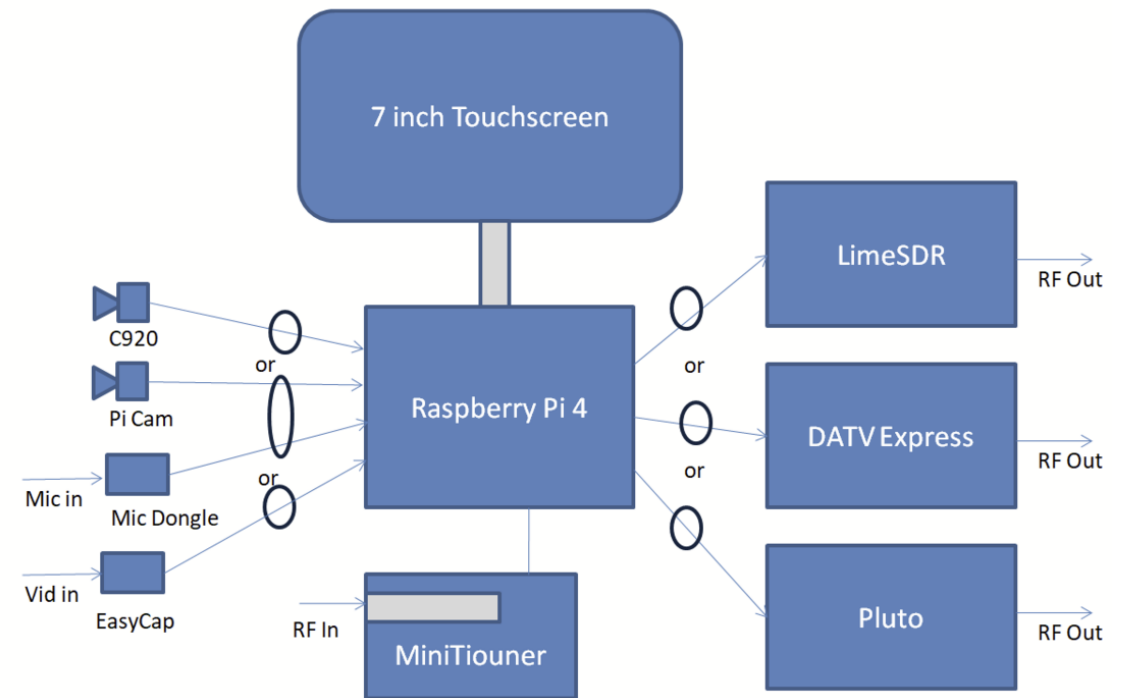 7 inch Touchscreen
LimeSDR
RF Out
C920
or
or
Pi Cam
Raspberry Pi 4
DATV Express
RF Out
or
or
Mic in
Mic Dongle
Vid in
EasyCap
RF In
MiniTiouner
Pluto
RF Out